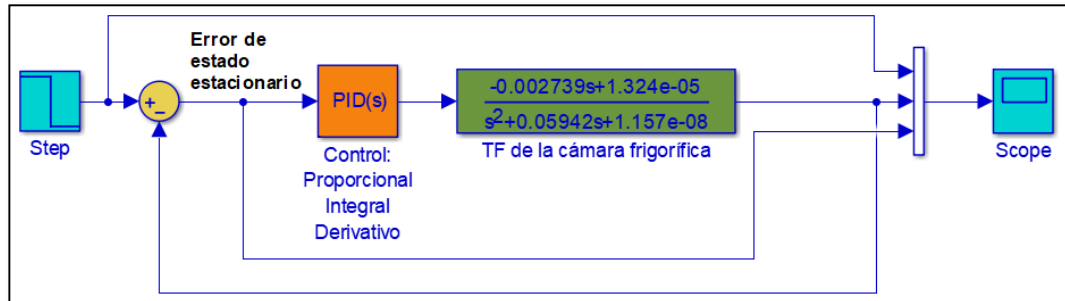 Error de
estado
estacionario
Step
+
−
PID(s)
Control:
Proporcional
Integral
Derivativo
-0.002739s+1.324e-05
s²+0.05942s+1.157e-08
TF de la cámara frigorífica
Scope